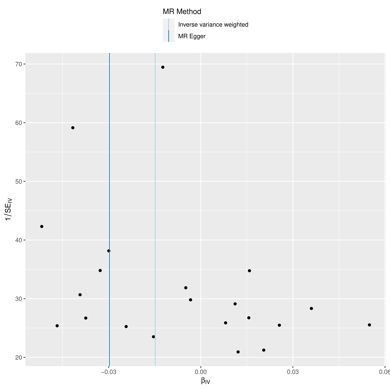 MR Method
Inverse variance weighted
MR Egger
70
60
50
40
30
20
1/SE_IV
−0.03
0.00
0.03
0.06
β_IV